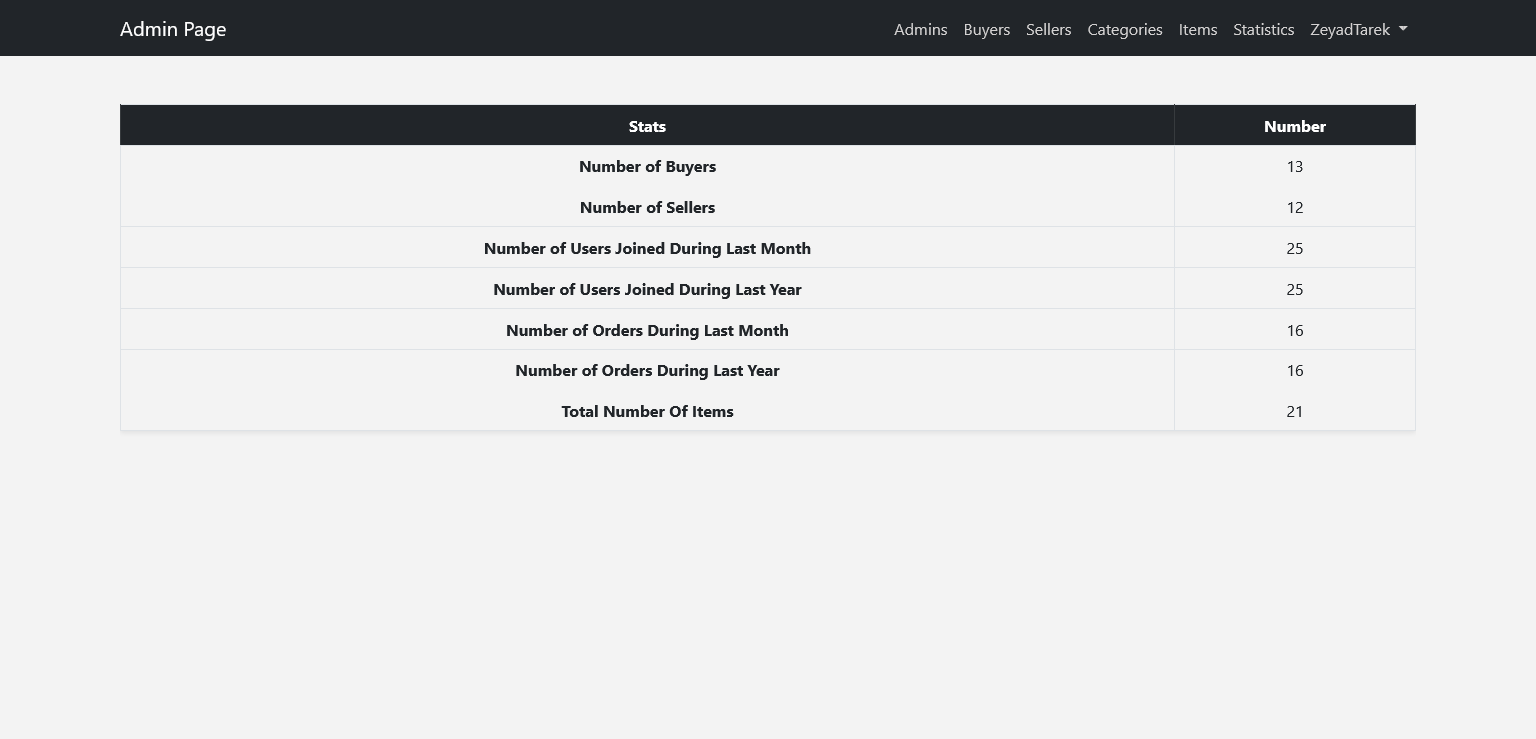 Admin Page Admins Buyers Sellers Categories Items Statistics ZeyadTarek
Stats Number
Number of Buyers 13
Number of Sellers 12
Number of Users Joined During Last Month 25
Number of Users Joined During Last Year 25
Number of Orders During Last Month 16
Number of Orders During Last Year 16
Total Number Of Items 21